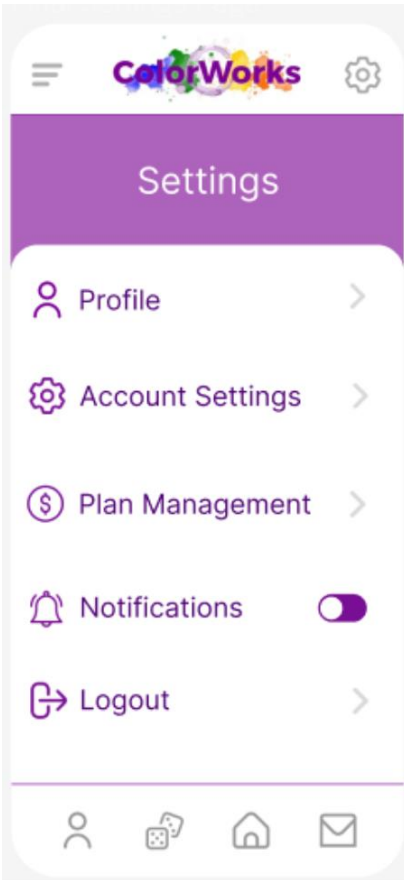 ColorWorks
Settings
Profile
Account Settings
$ Plan Management
Notifications
Logout